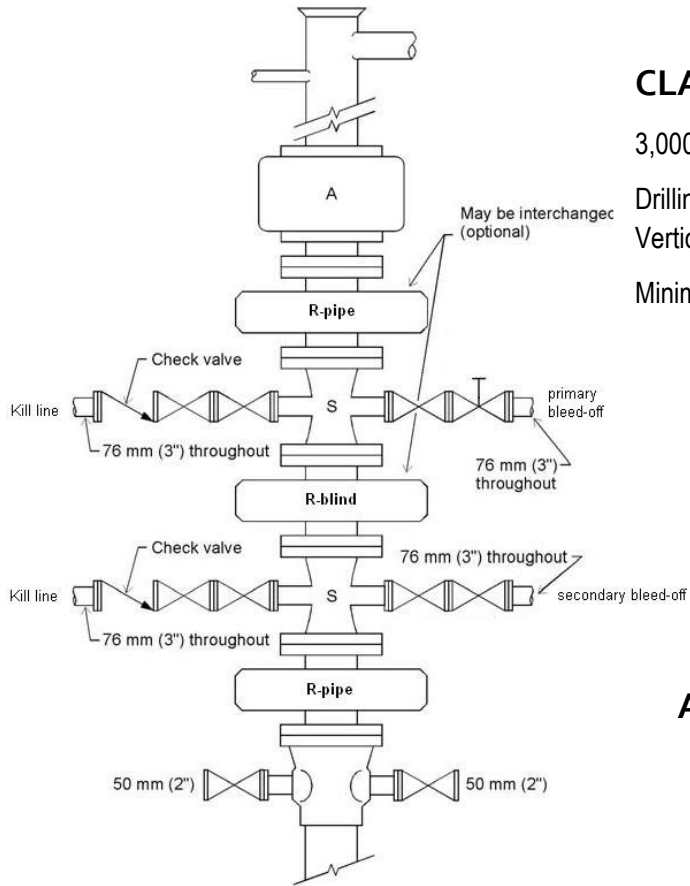 CLA
3,000
Drillin
Vertic
Minin
A
May be interchanged
(optional)
R-pipe
Check valve
Kill line
S
primary
bleed-off
76 mm (3") throughout
76 mm (3")
throughout
R-blind
Check valve
76 mm (3") throughout
Kill line
S
secondary bleed-off
76 mm (3") throughout
R-pipe
A
50 mm (2")
50 mm (2")